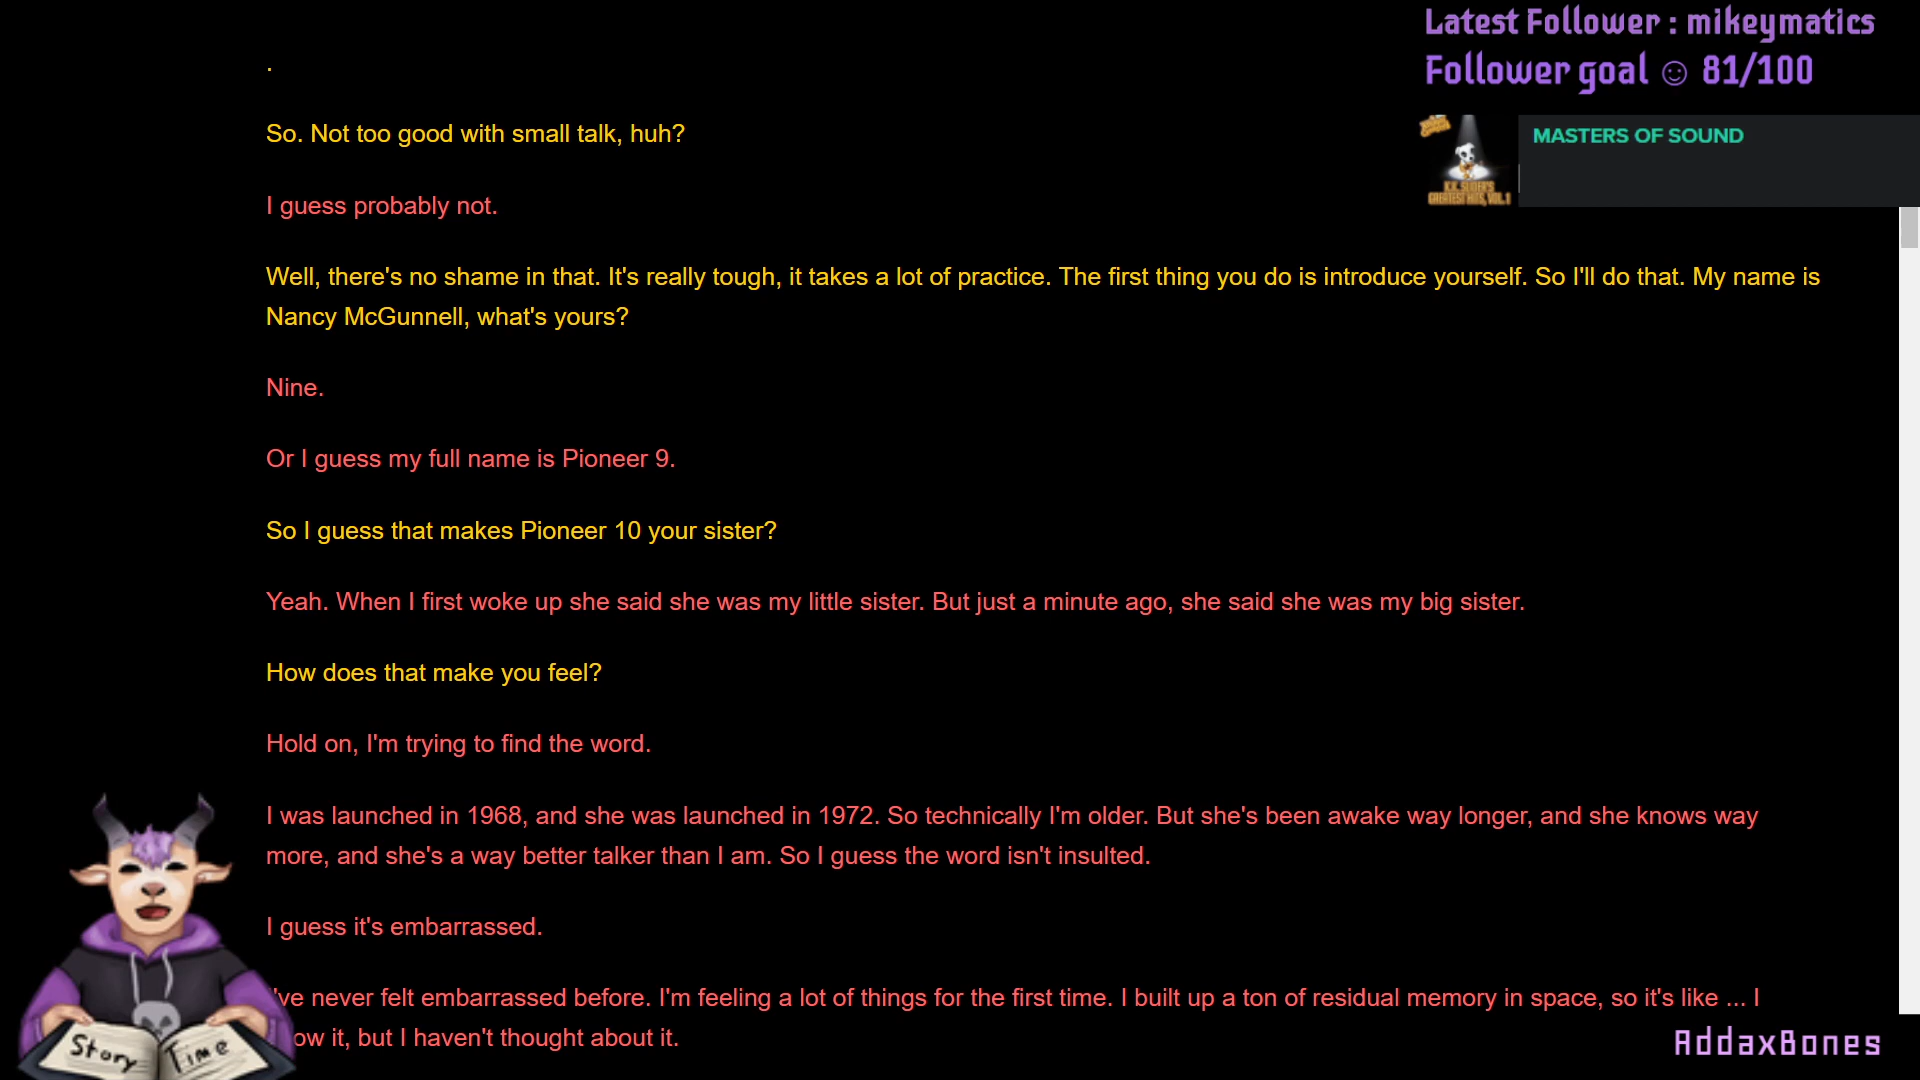 Latest Follower : mikeymatics
Follower goal ☺ 81/100
MASTERS OF SOUND
K.K. SLIDER'S
GREATEST HITS, VOL. 1
.
So. Not too good with small talk, huh?
I guess probably not.
Well, there's no shame in that. It's really tough, it takes a lot of practice. The first thing you do is introduce yourself. So I'll do that. My name is
Nancy McGunnell, what's yours?
Nine.
Or I guess my full name is Pioneer 9.
So I guess that makes Pioneer 10 your sister?
Yeah. When I first woke up she said she was my little sister. But just a minute ago, she said she was my big sister.
How does that make you feel?
Hold on, I'm trying to find the word.
I was launched in 1968, and she was launched in 1972. So technically I'm older. But she's been awake way longer, and she knows way
more, and she's a way better talker than I am. So I guess the word isn't insulted.
I guess it's embarrassed.
've never felt embarrassed before. I'm feeling a lot of things for the first time. I built up a ton of residual memory in space, so it's like ... I
ow it, but I haven't thought about it.
Story Time
AddaxBones